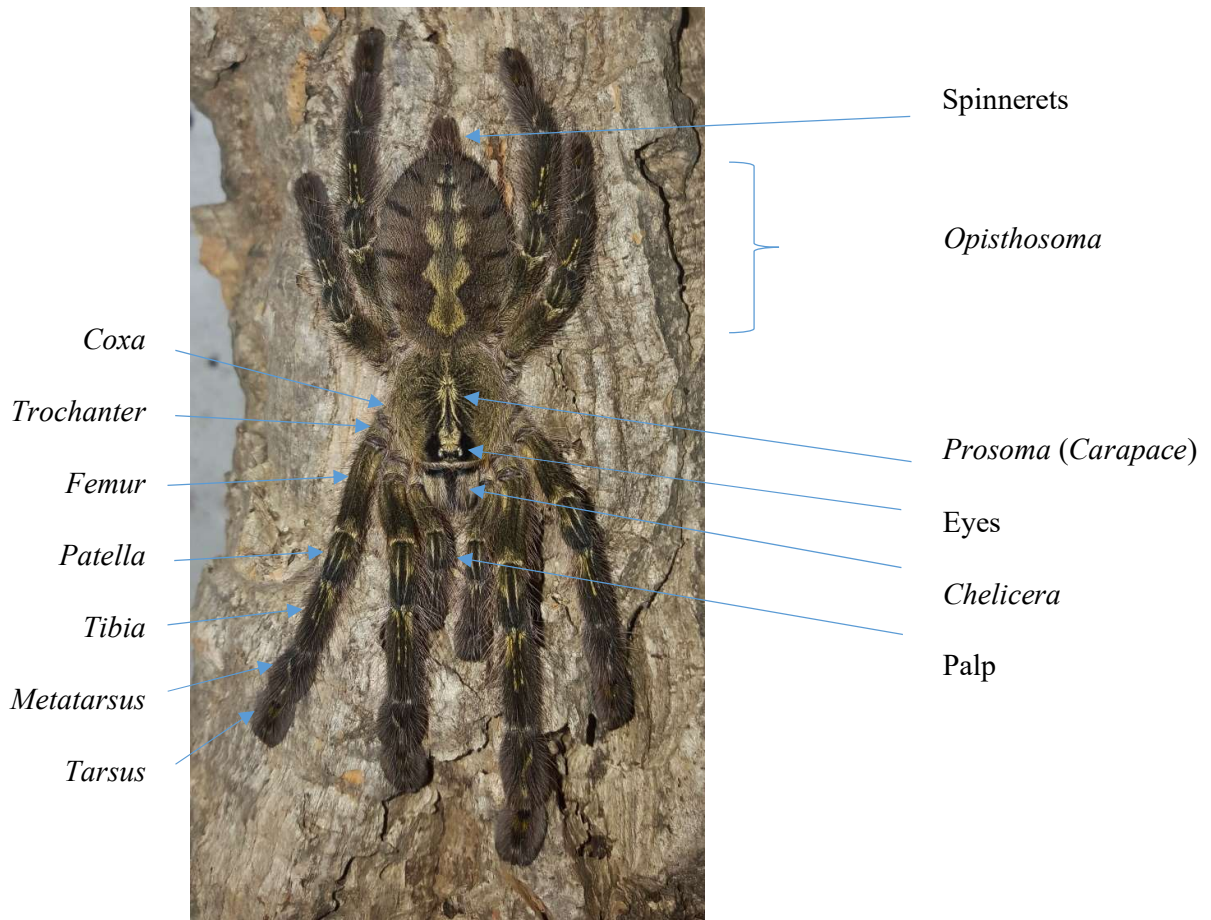 Spinnerets
Opisthosoma
Coxa
Trochanter
Femur
Patella
Tibia
Metatarsus
Tarsus
Prosoma (Carapace)
Eyes
Chelicera
Palp